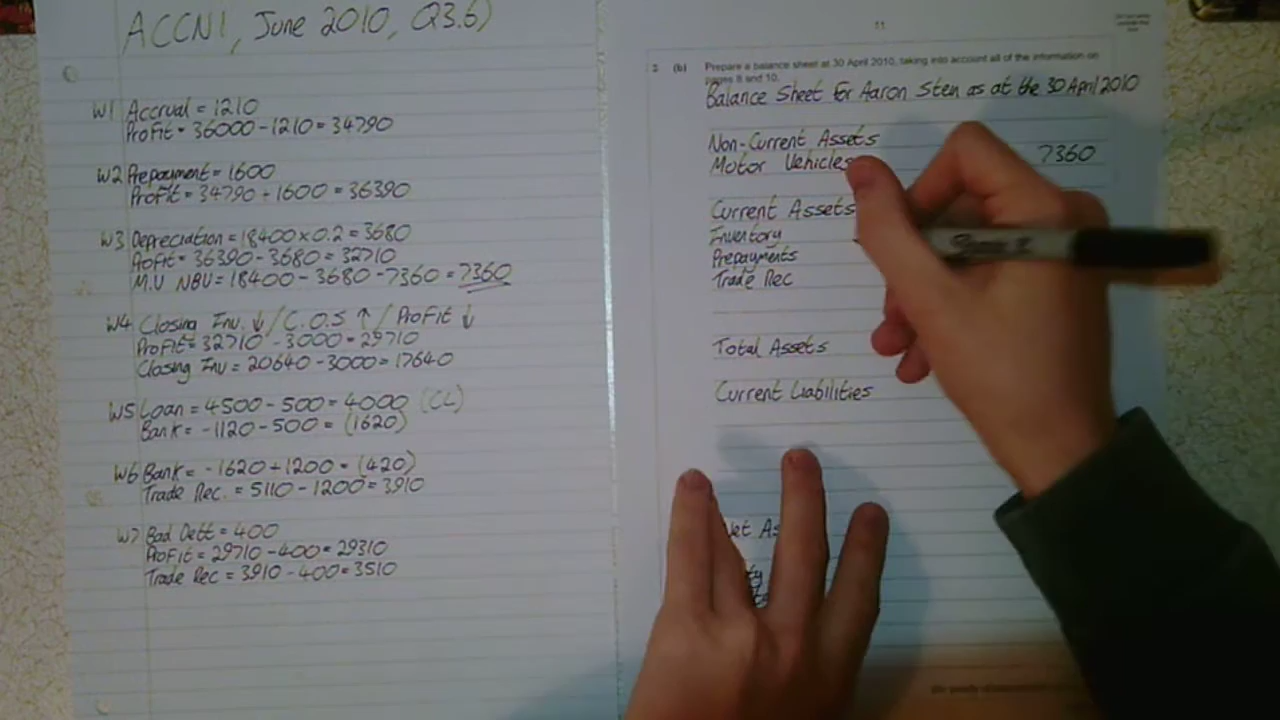 ACCN1, June 2010, Q3.b)
W1 Accrual = 1210
Profit = 36000 - 1210 = 34790
W2 Prepayment = 1600
Profit = 34790 + 1600 = 36390
W3 Depreciation = 18400 x 0.2 = 3680
Profit = 36390 - 3680 = 32710
M.V NBV = 18400 - 3680 - 7360 = 7360
W4 Closing Inv. ↓ / C.O.S ↑ / Profit ↓
Profit = 32710 - 3000 = 29710
Closing Inv = 20640 - 3000 = 17640
W5 Loan = 4500 - 500 = 4000 (CL)
Bank = -1120 - 500 = (1620)
W6 Bank = -1620 + 1200 = (420)
Trade Rec. = 5110 - 1200 = 3910
W7 Bad Debt = 400
Profit = 29710 - 400 = 29310
Trade Rec = 3910 - 400 = 3510
11
3 (b) Prepare a balance sheet at 30 April 2010, taking into account all of the information on
pages 8 and 10.
Balance Sheet for Aaron Sten as at the 30 April 2010
Non-Current Assets
Motor Vehicles 7360
Current Assets
Inventory
Prepayments
Trade Rec
Total Assets
Current Liabilities